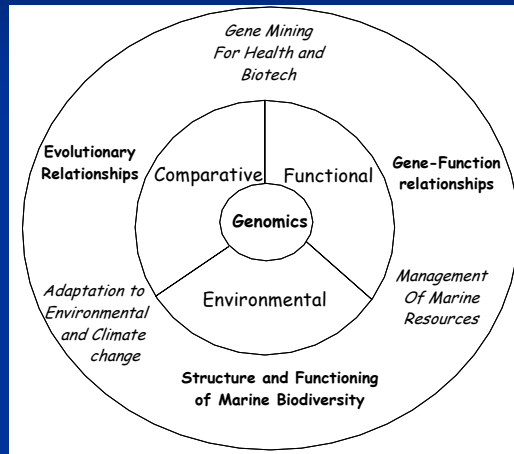 Gene Mining
For Health and
Biotech
Evolutionary
Relationships
Comparative
Functional
Gene-Function
relationships
Genomics
Environmental
Adaptation to
Environmental
and Climate
change
Management
Of Marine
Resources
Structure and Functioning
of Marine Biodiversity